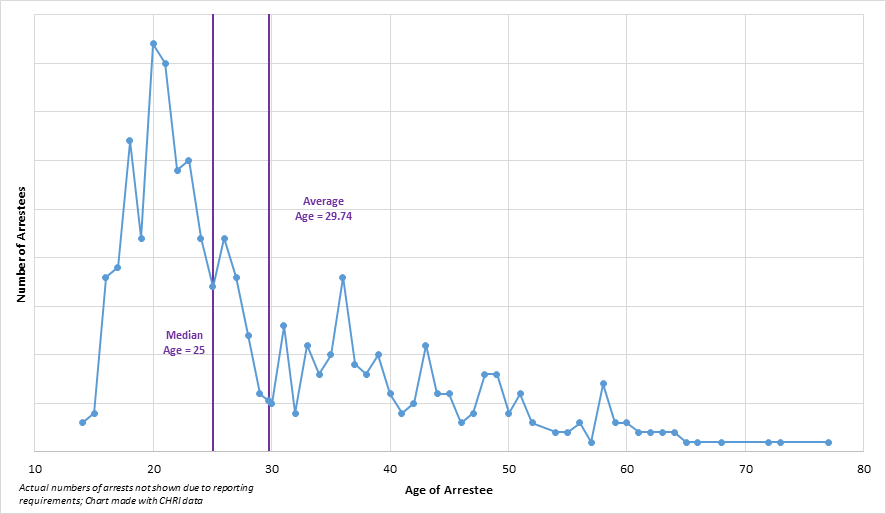 Number of Arrestees
Average
Age = 29.74
Median
Age = 25
10 20 30 40 50 60 70 80
Age of Arrestee
Actual numbers of arrests not shown due to reporting
requirements; Chart made with CHRI data